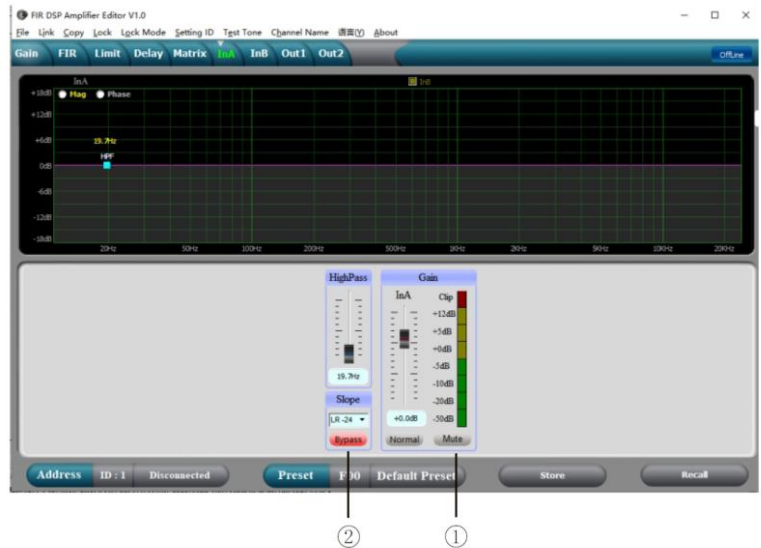 FIR DSP Amplifier Editor V1.0
File Link Copy Lock Lock Mode Setting ID Test Tone Channel Name 语言(Y) About
Gain FIR Limit Delay Matrix InA InB Out1 Out2 OffLine
InA InB
+18dB Mag Phase
+12dB
+6dB 19.7Hz
HPF
0dB
-6dB
-12dB
-18dB
20Hz 50Hz 100Hz 200Hz 500Hz 1KHz 2KHz 5KHz 10KHz 20KHz
HighPass Gain
InA Clip
+12dB
+5dB
+0dB
-5dB
19.7Hz
-10dB
Slope -20dB
LR-24 +0.0dB -30dB
Bypass Normal Mute
Address ID : 1 Disconnected Preset F00 Default Preset Store Recall
② ①